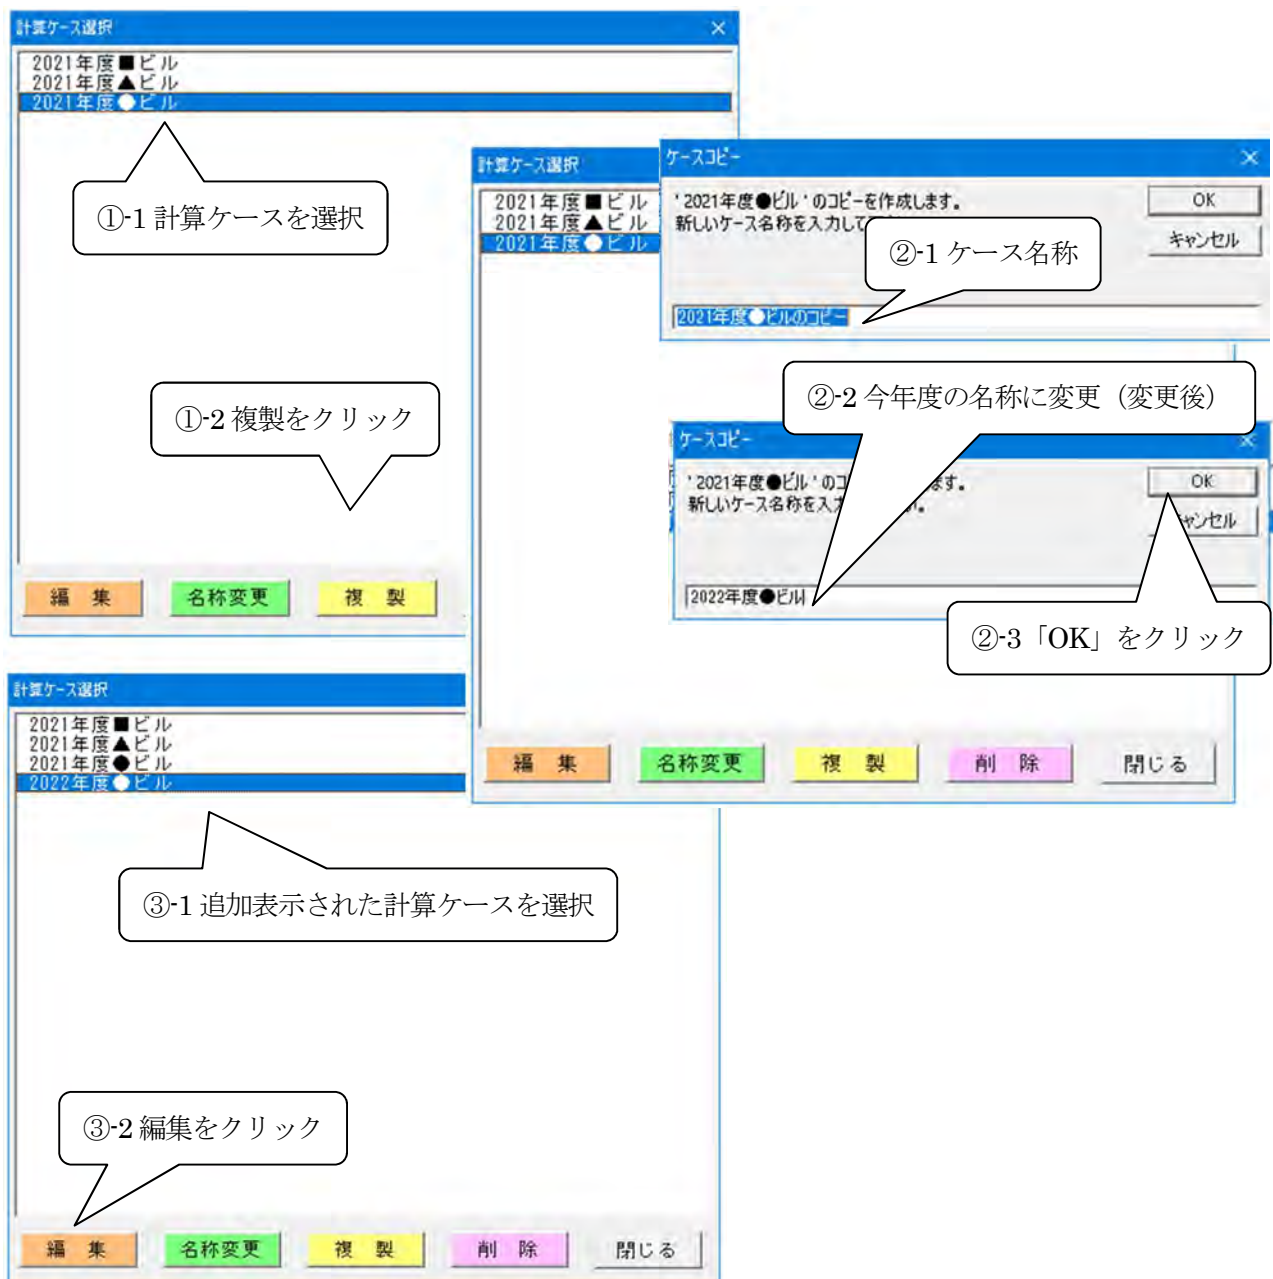 計算ケース選択
2021年度■ビル
2021年度▲ビル
2021年度●ビル
①-1 計算ケースを選択
①-2 複製をクリック
編 集
名称変更
複 製
計算ケース選択
2021年度■ビル
2021年度▲ビル
2021年度●ビル
ケースコピー
'2021年度●ビル'のコピーを作成します。
新しいケース名称を入力して
OK
キャンセル
②-1 ケース名称
2021年度●ビルのコピー
②-2 今年度の名称に変更（変更後）
ケースコピー
'2021年度●ビル'のコ ます。
新しいケース名称を入力
OK
キャンセル
2022年度●ビル
②-3「OK」をクリック
編 集
名称変更
複 製
削 除
閉じる
計算ケース選択
2021年度■ビル
2021年度▲ビル
2021年度●ビル
2022年度●ビル
③-1 追加表示された計算ケースを選択
③-2 編集をクリック
編 集
名称変更
複 製
削 除
閉じる